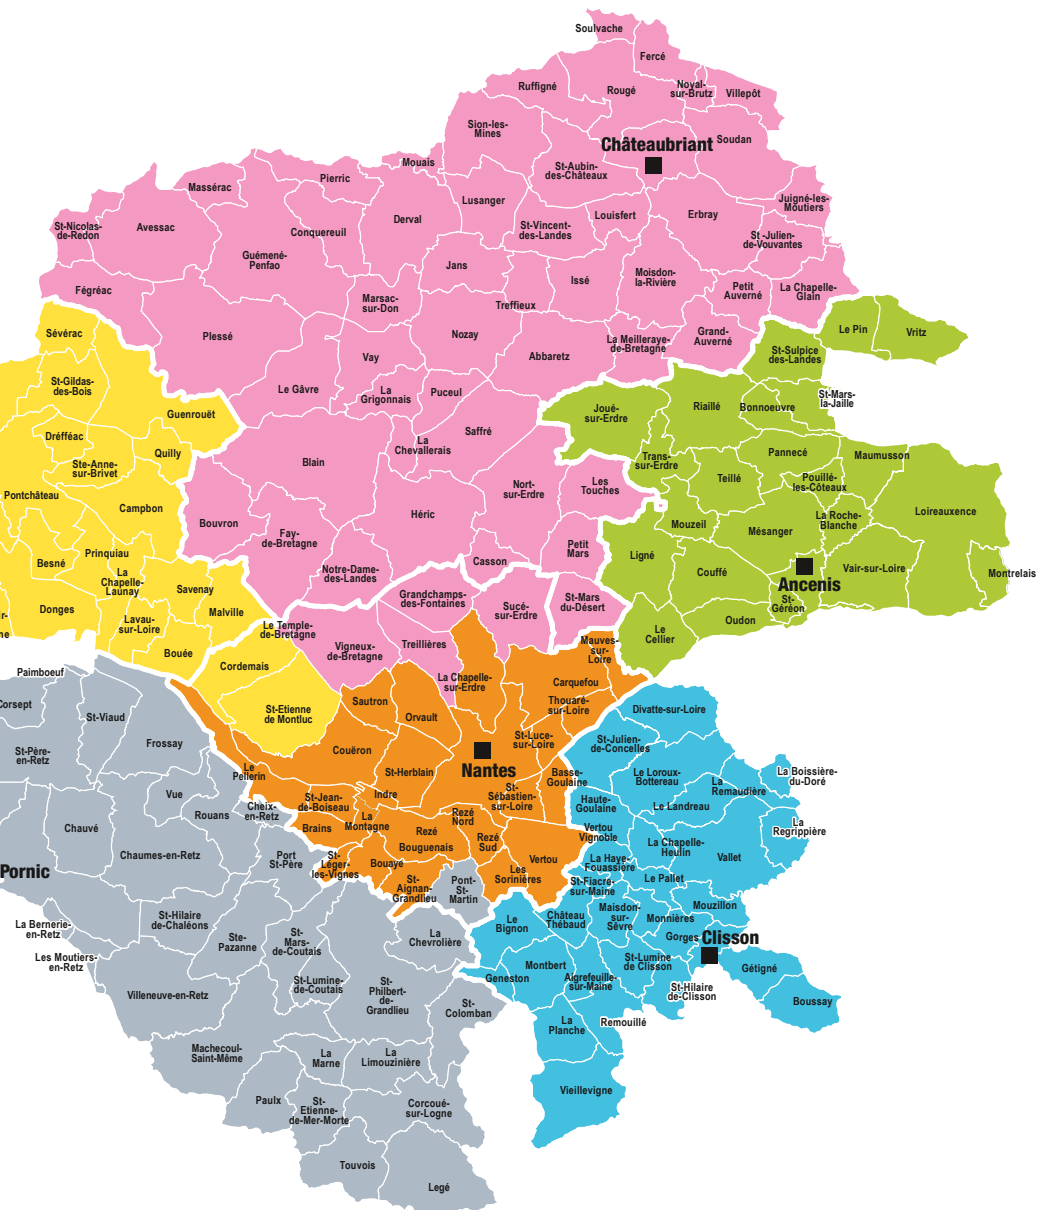 Soulvache
Fercé
Ruffigné
Rougé
Noyal-
sur-Brutz
Villepôt
Sion-les-
Mines
Châteaubriant
Soudan
Mouais
St-Aubin-
des-Châteaux
Massérac
Pierric
Lusanger
Juigné-les-
Moutiers
St-Nicolas-
de-Redon
Avessac
Conquereuil
Derval
St-Vincent-
des-Landes
Louisfert
Erbray
St -Julien-
de-Vouvantes
Guémené-
Penfao
Jans
Issé
Moisdon-
la-Rivière
Petit
Auverné
La Chapelle-
Glain
Fégréac
Marsac-
sur-Don
Treffieux
Sévérac
Plessé
Nozay
La Meilleraye-
de-Bretagne
Grand-
Auverné
Le Pin
Vritz
Vay
Abbaretz
St-Sulpice
des-Landes
St-Gildas-
des-Bois
Le Gâvre
La
Grigonnais
Puceul
St-Mars-
la-Jaille
Guenrouët
Joué-
sur-Erdre
Riaillé
Bonnoeuvre
Drefféac
Quilly
Saffré
La
Chevallerais
Ste-Anne-
sur-Brivet
Blain
Trans-
sur-Erdre
Pannecé
Maumusson
Pontchâteau
Nort-
sur-Erdre
Les
Touches
Teillé
Pouillé-
les-Côteaux
Campbon
Bouvron
Héric
Loireauxence
Fay-
de-Bretagne
Mouzeil
Mésanger
La Roche-
Blanche
Prinquiau
Besné
Petit
Mars
Ligné
Casson
Notre-Dame-
des-Landes
Couffé
Ancenis
Vair-sur-Loire
Montrelais
La
Chapelle-
Launay
Savenay
Grandchamps-
des-Fontaines
Sucé-
sur-Erdre
St-Mars
du-Désert
St-
Géréon
Donges
Malville
Lavau-
sur-Loire
Oudon
Le
Cellier
Le Temple-
de-Bretagne
Vigneux-
de-Bretagne
Treillières
Mauves-
sur-
Loire
Bouée
Cordemais
La Chapelle-
sur-Erdre
Carquefou
Paimboeuf
Corsept
Sautron
Thouaré-
sur-Loire
Divatte-sur-Loire
St-Viaud
St-Etienne
de Montluc
Orvault
Frossay
St-Père-
en-Retz
Couëron
St-Luce-
sur-Loire
St-Julien-
de-Concelles
Nantes
Le
Pellerin
St-Herblain
Basse-
Goulaine
Le Loroux-
Bottereau
La Boissière-
du-Doré
La
Remaudière
Vue
Indre
St-
Sébastien-
sur-Loire
Haute-
Goulaine
Le Landreau
Rouans
Cheix-
en-Retz
St-Jean-
de-Boiseau
La
Montagne
Rezé
Nord
La
Regrippière
Chauvé
Brains
Rezé
Rezé
Sud
Vertou
Vignoble
Bouguenais
La Chapelle-
Heulin
Vallet
Chaumes-en-Retz
Port
St-Père
St-
Léger-
les-Vignes
Bouaye
Vertou
La Haye-
Fouassière
Pornic
Les
Sorinières
Le Pallet
St-
Aignan-
Grandlieu
Pont-
St-
Martin
St-Fiacre-
sur-Maine
Mouzillon
St-Hilaire
de-Chaléons
Le
Bignon
Château
Thébaud
Maisdon-
sur-
Sèvre
Monnières
La Bernerie-
en-Retz
Ste-
Pazanne
St-
Mars-
de-Coutais
La
Chevrolière
Gorges
Clisson
Les Moutiers-
en-Retz
Montbert
St-Lumine
de Clisson
Gétigné
Geneston
Aigrefeuille-
sur-Maine
Villeneuve-en-Retz
St-Lumine-
de-Coutais
St-
Philbert-
de-
Grandlieu
St-
Colomban
St-Hilaire
de-Clisson
Boussay
La
Planche
Remouillé
Machecoul-
Saint-Même
La
Marne
La
Limouzinière
Vieillevigne
Paulx
St-
Etienne-
de-Mer-Morte
Corcoué-
sur-Logne
Touvois
Legé